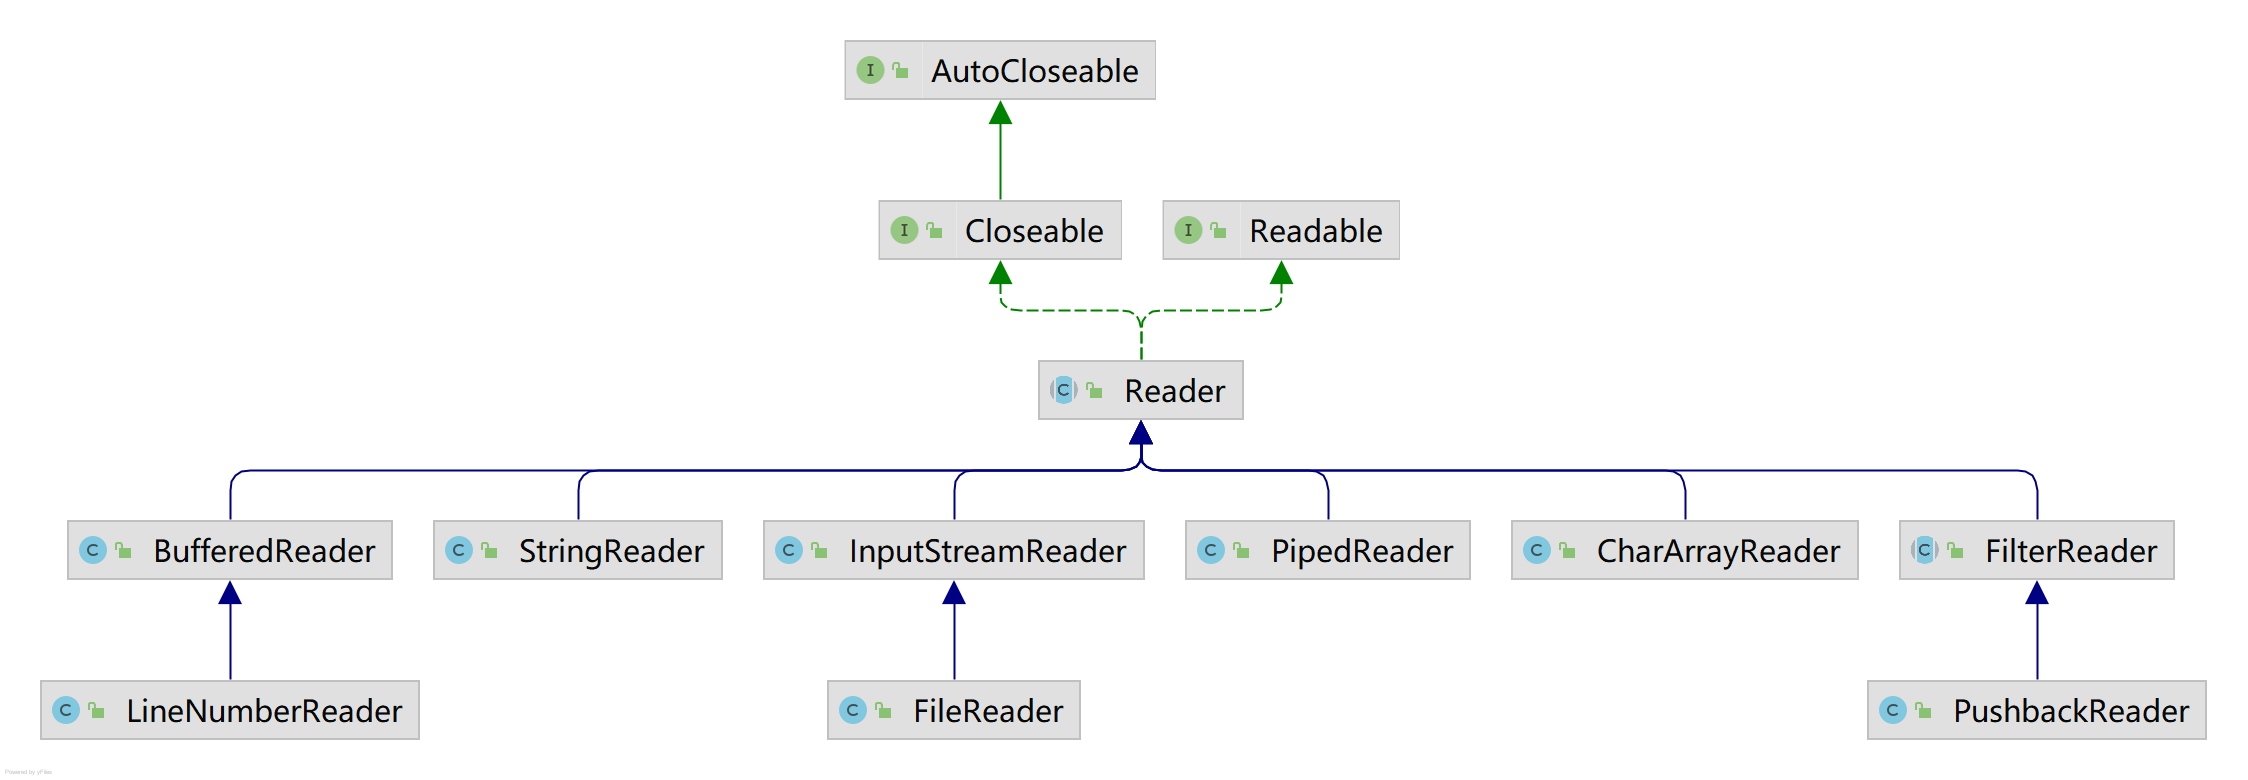 I AutoCloseable
I Closeable
I Readable
C Reader
C BufferedReader
C StringReader
C InputStreamReader
C PipedReader
C CharArrayReader
C FilterReader
C LineNumberReader
C FileReader
C PushbackReader
Powered by yFiles